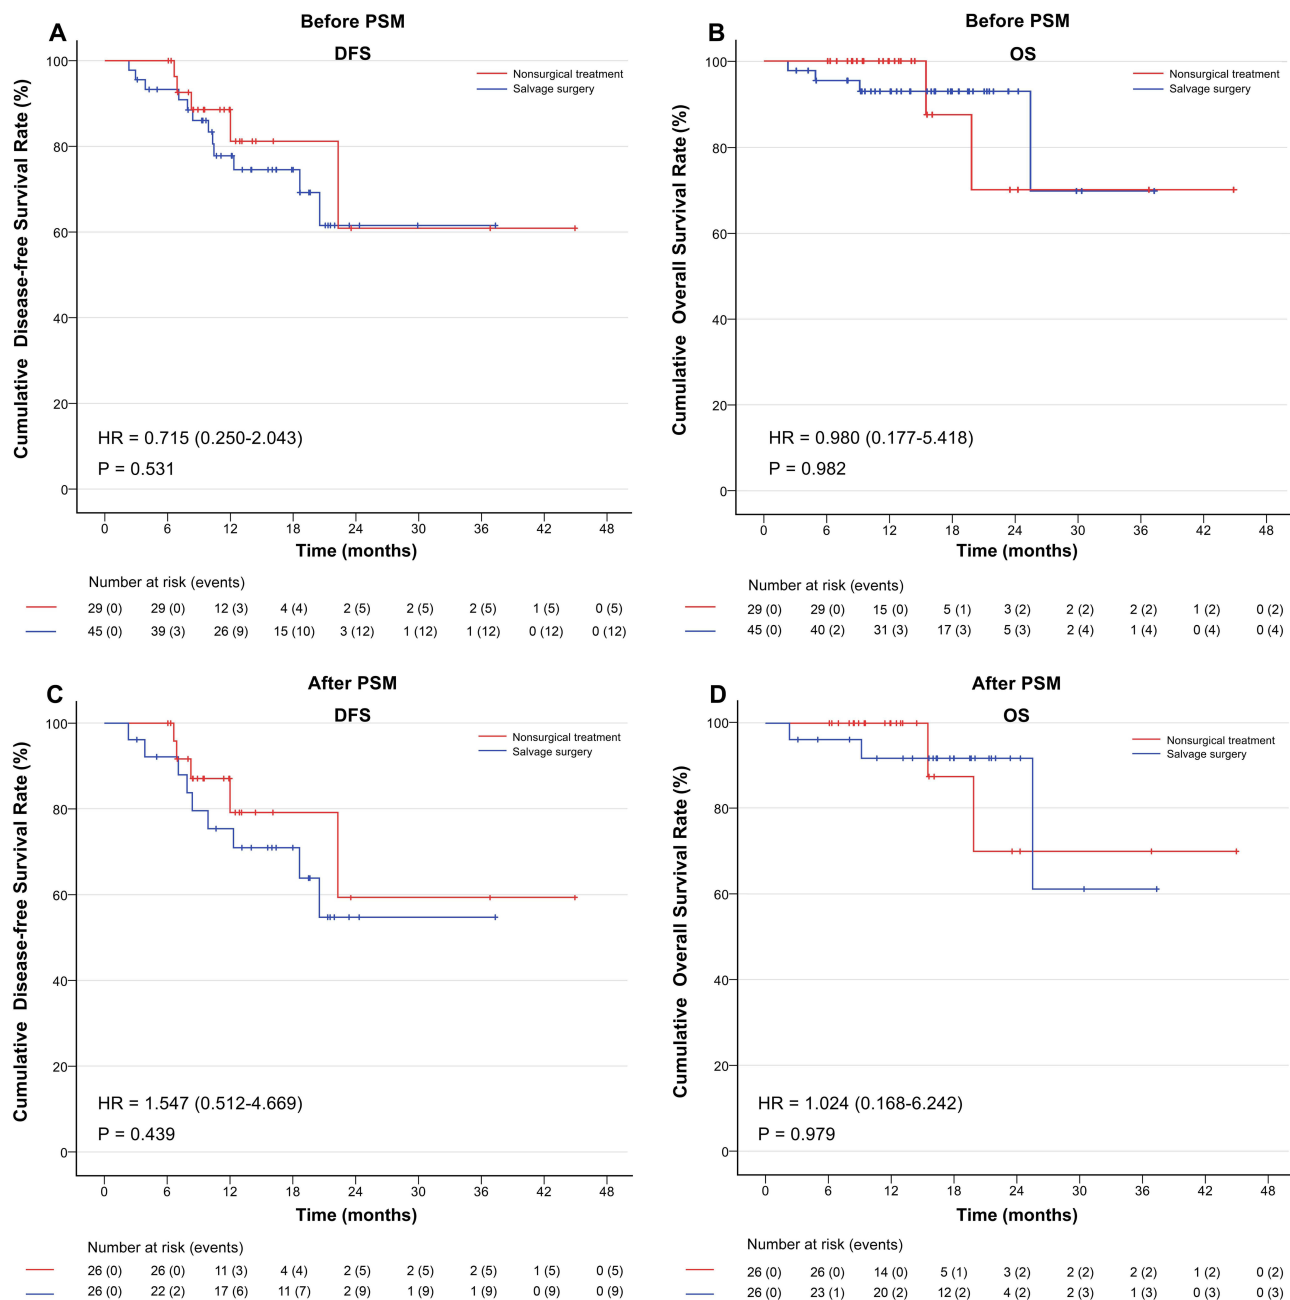 A
Before PSM
DFS
Nonsurgical treatment
Salvage surgery
Cumulative Disease-free Survival Rate (%)
100
80
60
40
20
0
HR = 0.715 (0.250-2.043)
P = 0.531
0 6 12 18 24 30 36 42 48
Time (months)
Number at risk (events)
29 (0) 29 (0) 12 (3) 4 (4) 2 (5) 2 (5) 2 (5) 1 (5) 0 (5)
45 (0) 39 (3) 26 (9) 15 (10) 3 (12) 1 (12) 1 (12) 0 (12) 0 (12)
B
Before PSM
OS
Nonsurgical treatment
Salvage surgery
Cumulative Overall Survival Rate (%)
100
80
60
40
20
0
HR = 0.980 (0.177-5.418)
P = 0.982
0 6 12 18 24 30 36 42 48
Time (months)
Number at risk (events)
29 (0) 29 (0) 15 (0) 5 (1) 3 (2) 2 (2) 2 (2) 1 (2) 0 (2)
45 (0) 40 (2) 31 (3) 17 (3) 5 (3) 2 (4) 1 (4) 0 (4) 0 (4)
C
After PSM
DFS
Nonsurgical treatment
Salvage surgery
Cumulative Disease-free Survival Rate (%)
100
80
60
40
20
0
HR = 1.547 (0.512-4.669)
P = 0.439
0 6 12 18 24 30 36 42 48
Time (months)
Number at risk (events)
26 (0) 26 (0) 11 (3) 4 (4) 2 (5) 2 (5) 2 (5) 1 (5) 0 (5)
26 (0) 22 (2) 17 (6) 11 (7) 2 (9) 1 (9) 1 (9) 0 (9) 0 (9)
D
After PSM
OS
Nonsurgical treatment
Salvage surgery
Cumulative Overall Survival Rate (%)
100
80
60
40
20
0
HR = 1.024 (0.168-6.242)
P = 0.979
0 6 12 18 24 30 36 42 48
Time (months)
Number at risk (events)
26 (0) 26 (0) 14 (0) 5 (1) 3 (2) 2 (2) 2 (2) 1 (2) 0 (2)
26 (0) 23 (1) 20 (2) 12 (2) 4 (2) 2 (3) 1 (3) 0 (3) 0 (3)